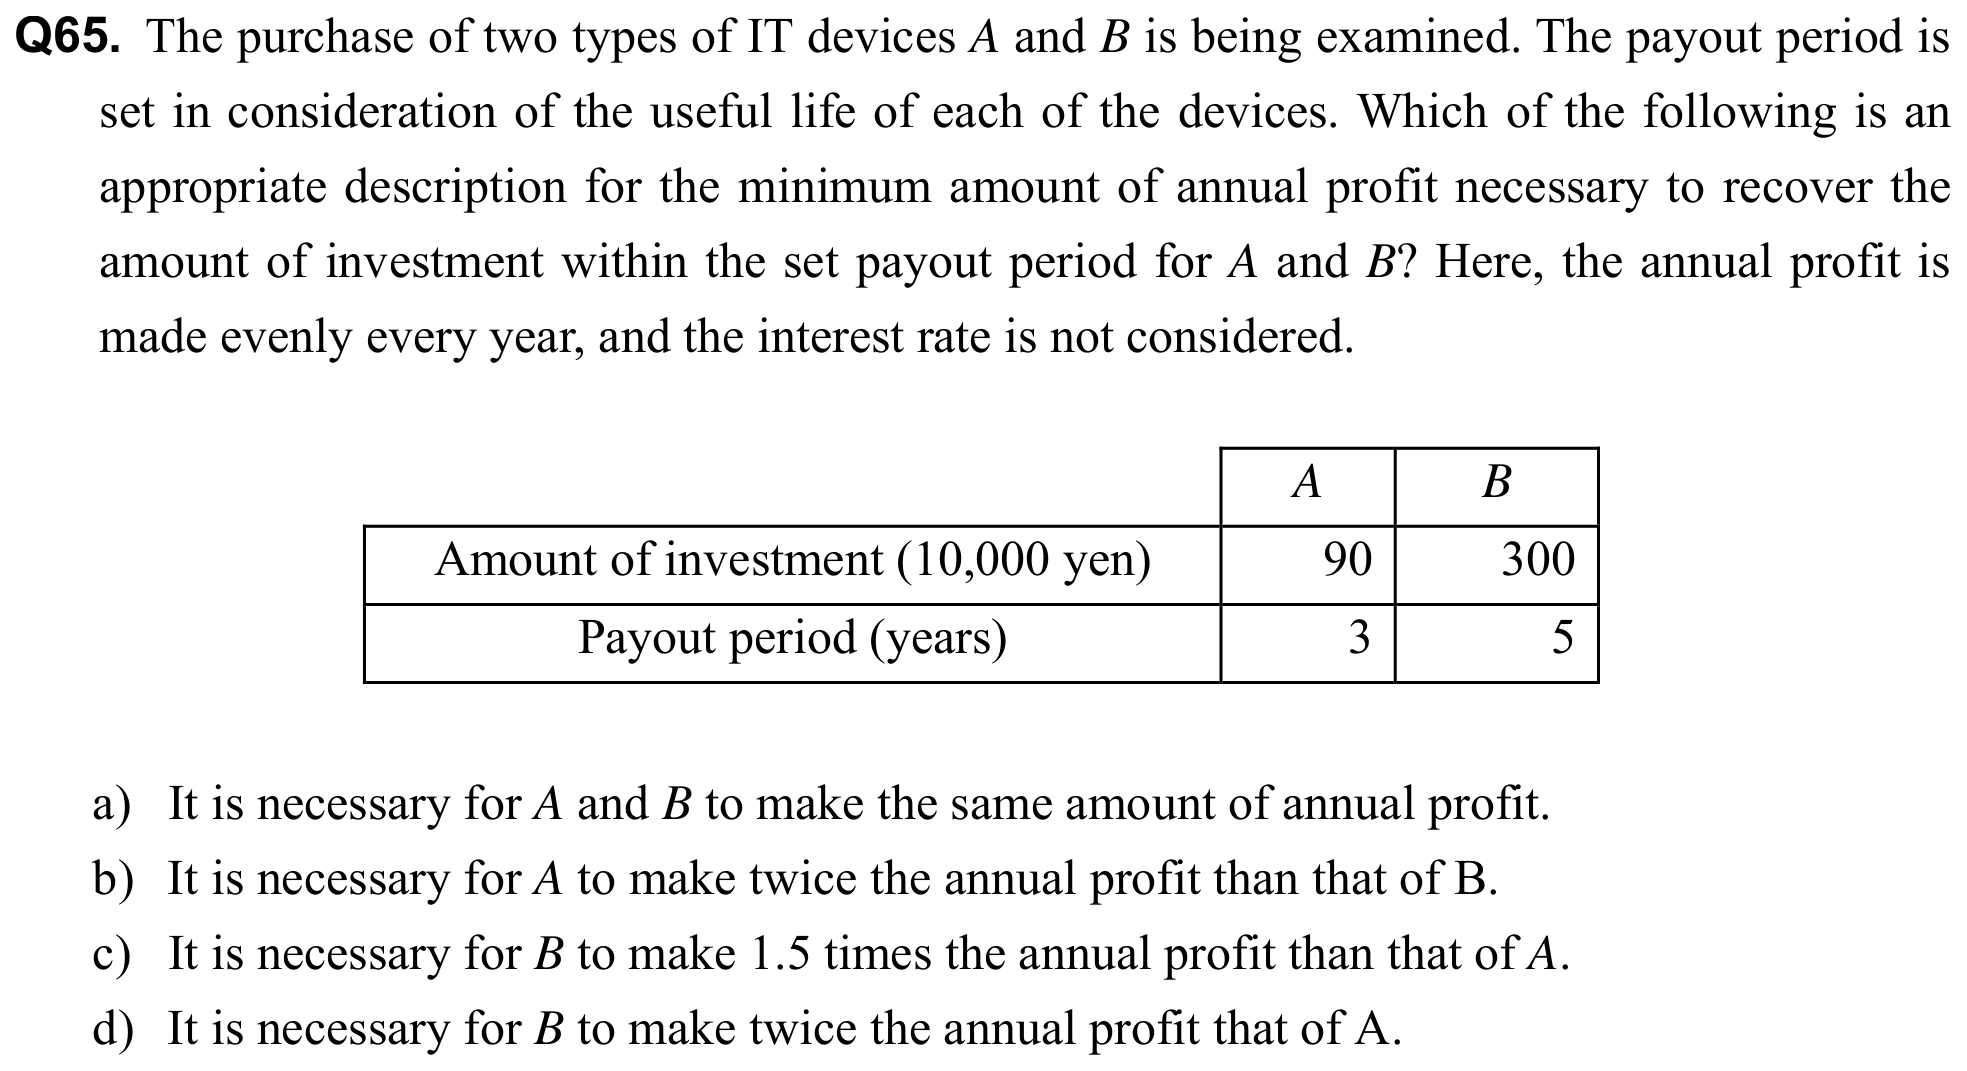 Q65. The purchase of two types of IT devices A and B is being examined. The payout period is
set in consideration of the useful life of each of the devices. Which of the following is an
appropriate description for the minimum amount of annual profit necessary to recover the
amount of investment within the set payout period for A and B? Here, the annual profit is
made evenly every year, and the interest rate is not considered.
A B
Amount of investment (10,000 yen) 90 300
Payout period (years) 3 5
a) It is necessary for A and B to make the same amount of annual profit.
b) It is necessary for A to make twice the annual profit than that of B.
c) It is necessary for B to make 1.5 times the annual profit than that of A.
d) It is necessary for B to make twice the annual profit that of A.